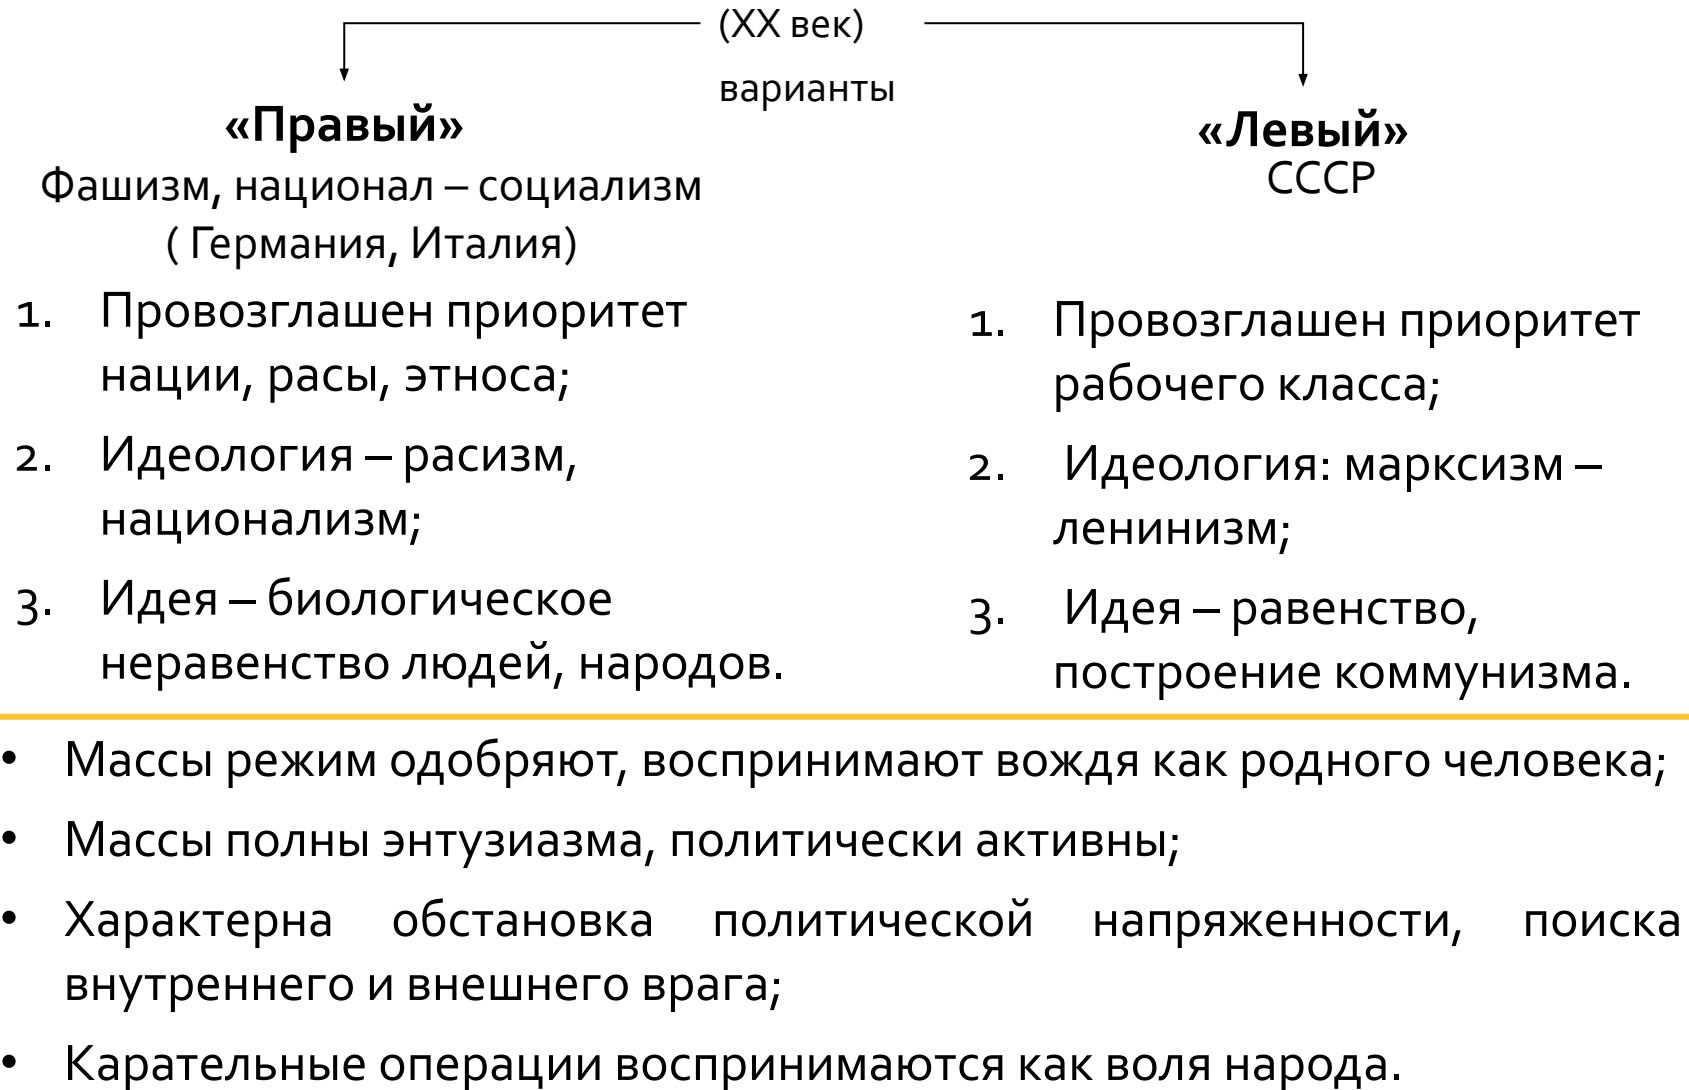 (XX век)
варианты
«Правый»
Фашизм, национал – социализм
( Германия, Италия)
1. Провозглашен приоритет
нации, расы, этноса;
2. Идеология – расизм,
национализм;
3. Идея – биологическое
неравенство людей, народов.
«Левый»
СССР
1. Провозглашен приоритет
рабочего класса;
2. Идеология: марксизм –
ленинизм;
3. Идея – равенство,
построение коммунизма.
• Массы режим одобряют, воспринимают вождя как родного человека;
• Массы полны энтузиазма, политически активны;
• Характерна обстановка политической напряженности, поиска
внутреннего и внешнего врага;
• Карательные операции воспринимаются как воля народа.